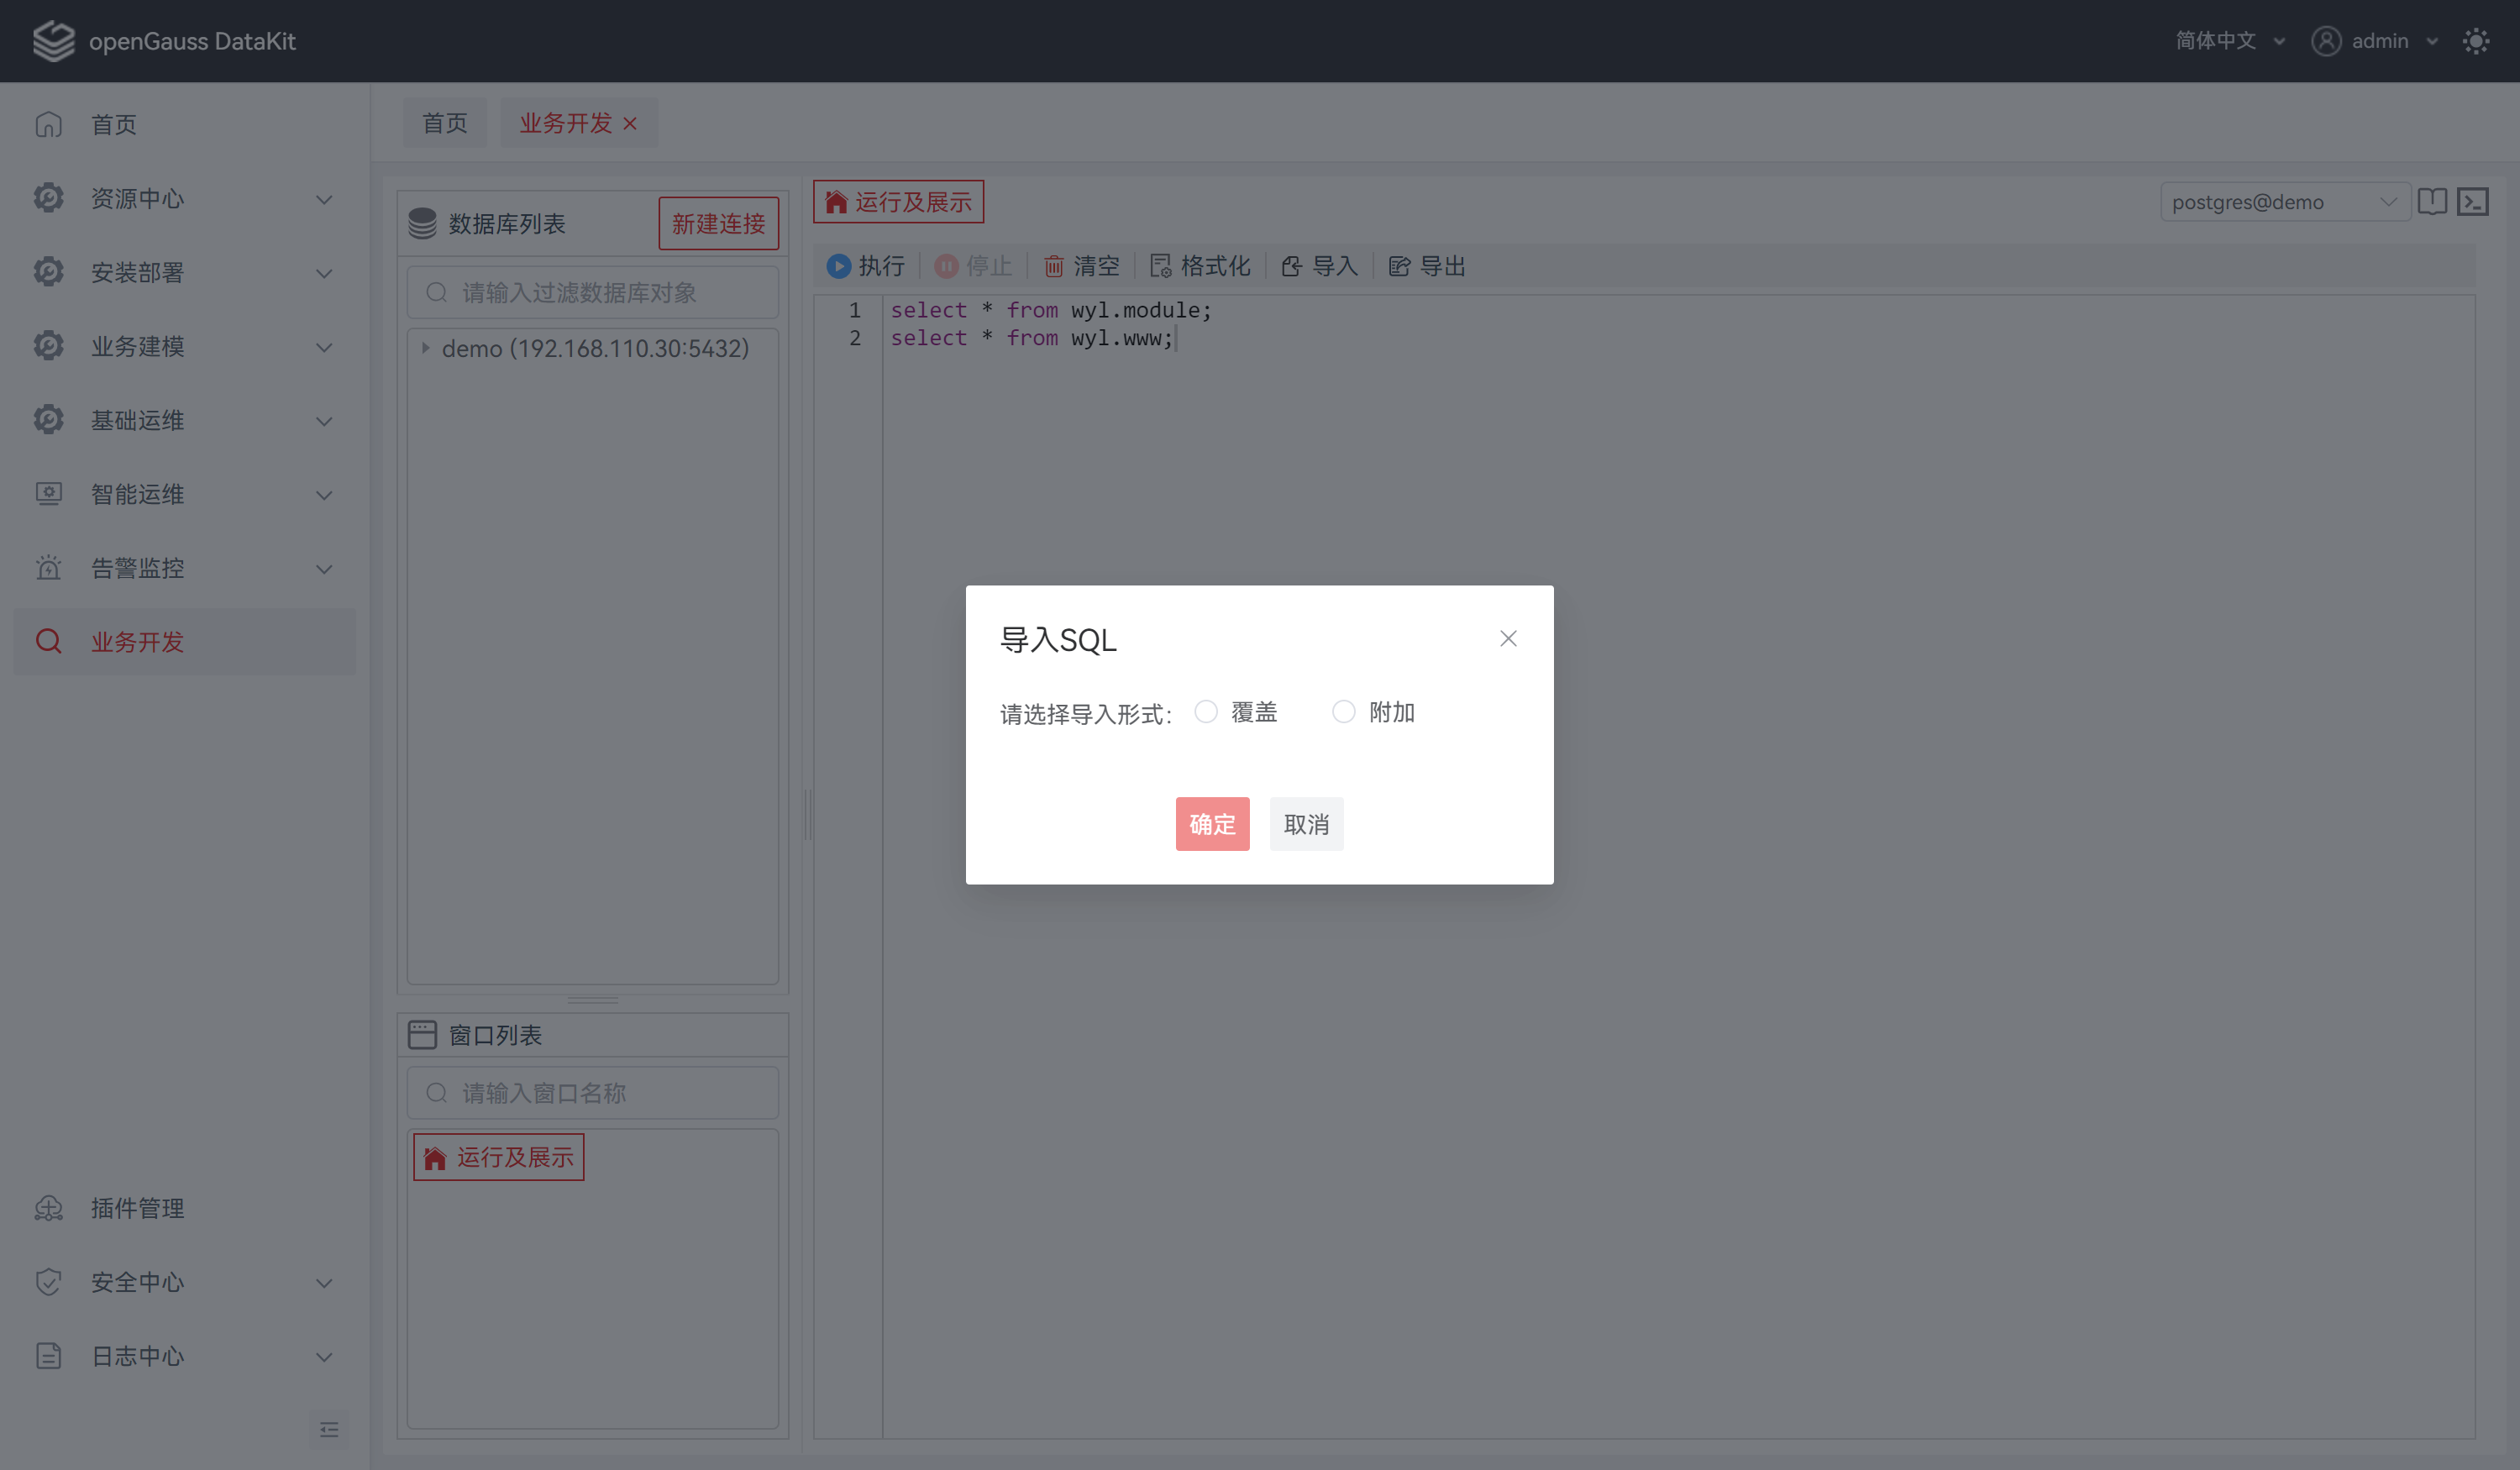 openGauss DataKit
简体中文
admin
首页
资源中心
安装部署
业务建模
基础运维
智能运维
告警监控
业务开发
插件管理
安全中心
日志中心
首页
业务开发
数据库列表
新建连接
请输入过滤数据库对象
demo (192.168.110.30:5432)
窗口列表
请输入窗口名称
运行及展示
运行及展示
postgres@demo
执行
停止
清空
格式化
导入
导出
1 select * from wyl.module;
2 select * from wyl.www;
导入SQL
请选择导入形式: 覆盖 附加
确定 取消